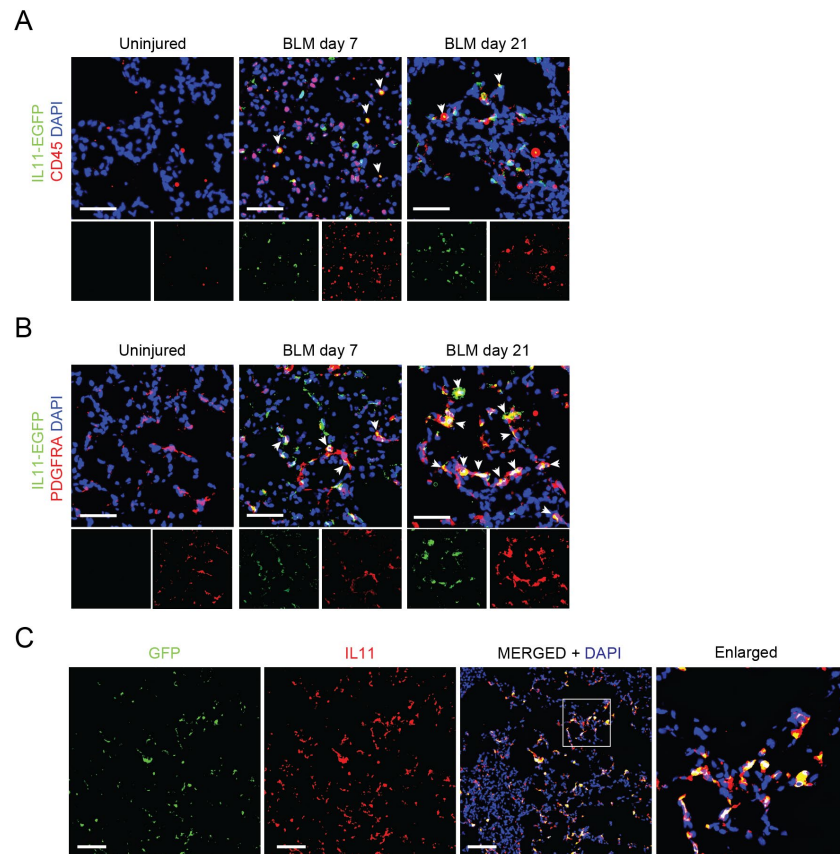 A
Uninjured
BLM day 7
BLM day 21
IL11-EGFP
CD45 DAPI
B
Uninjured
BLM day 7
BLM day 21
IL11-EGFP
PDGFRA DAPI
C
GFP
IL11
MERGED + DAPI
Enlarged